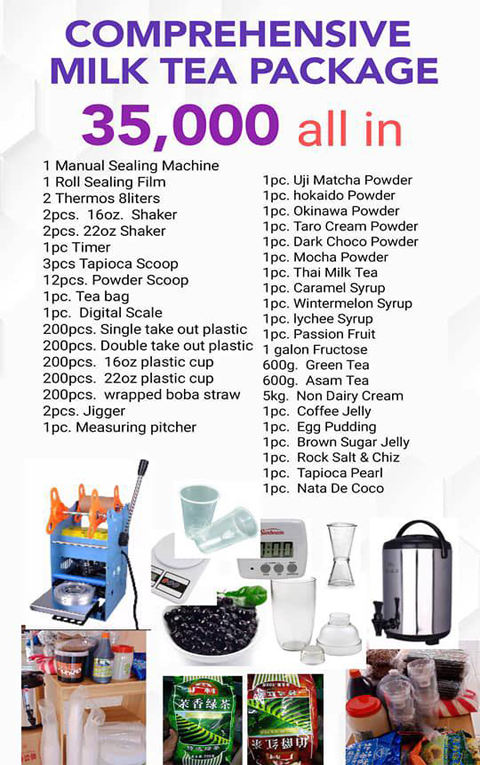 COMPREHENSIVE
MILK TEA PACKAGE
35,000 all in
1 Manual Sealing Machine
1 Roll Sealing Film
2 Thermos 8liters
2pcs. 16oz. Shaker
2pcs. 22oz Shaker
1pc Timer
3pcs Tapioca Scoop
12pcs. Powder Scoop
1pc. Tea bag
1pc. Digital Scale
200pcs. Single take out plastic
200pcs. Double take out plastic
200pcs. 16oz plastic cup
200pcs. 22oz plastic cup
200pcs. wrapped boba straw
2pcs. Jigger
1pc. Measuring pitcher
1pc. Uji Matcha Powder
1pc. hokaido Powder
1pc. Okinawa Powder
1pc. Taro Cream Powder
1pc. Dark Choco Powder
1pc. Mocha Powder
1pc. Thai Milk Tea
1pc. Caramel Syrup
1pc. Wintermelon Syrup
1pc. lychee Syrup
1pc. Passion Fruit
1 galon Fructose
600g. Green Tea
600g. Asam Tea
5kg. Non Dairy Cream
1pc. Coffee Jelly
1pc. Egg Pudding
1pc. Brown Sugar Jelly
1pc. Rock Salt & Chiz
1pc. Tapioca Pearl
1pc. Nata De Coco